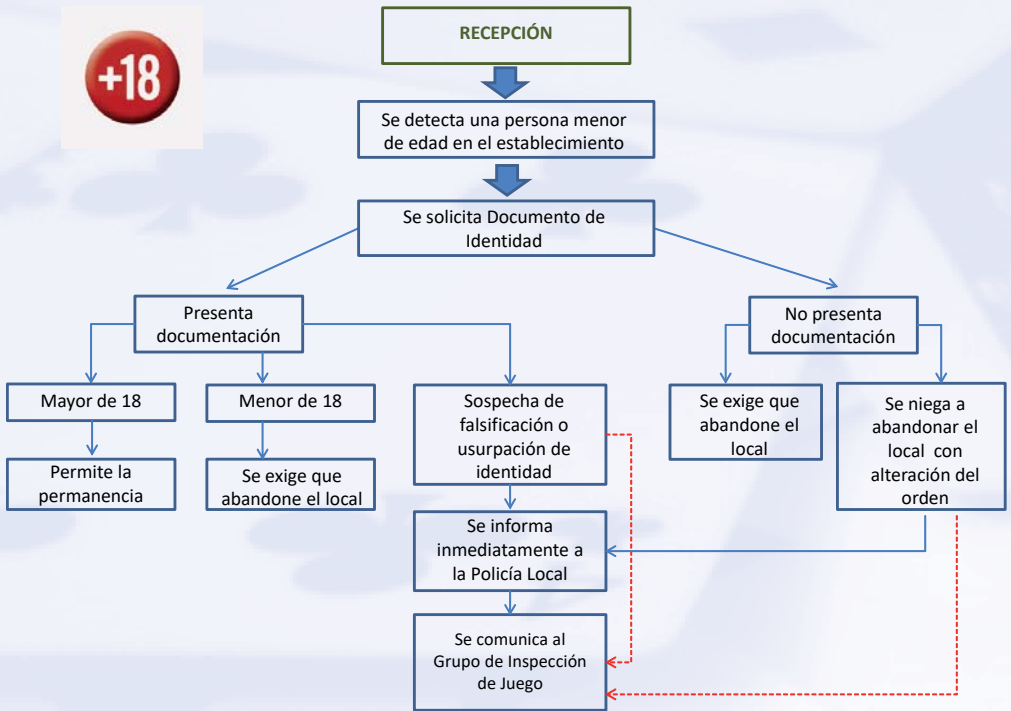 +18
RECEPCIÓN
Se detecta una persona menor
de edad en el establecimiento
Se solicita Documento de
Identidad
Presenta
documentación
No presenta
documentación
Mayor de 18
Menor de 18
Sospecha de
falsificación o
usurpación de
identidad
Se exige que
abandone el
local
Se niega a
abandonar el
local con
alteración del
orden
Permite la
permanencia
Se exige que
abandone el local
Se informa
inmediatamente a
la Policía Local
Se comunica al
Grupo de Inspección
de Juego